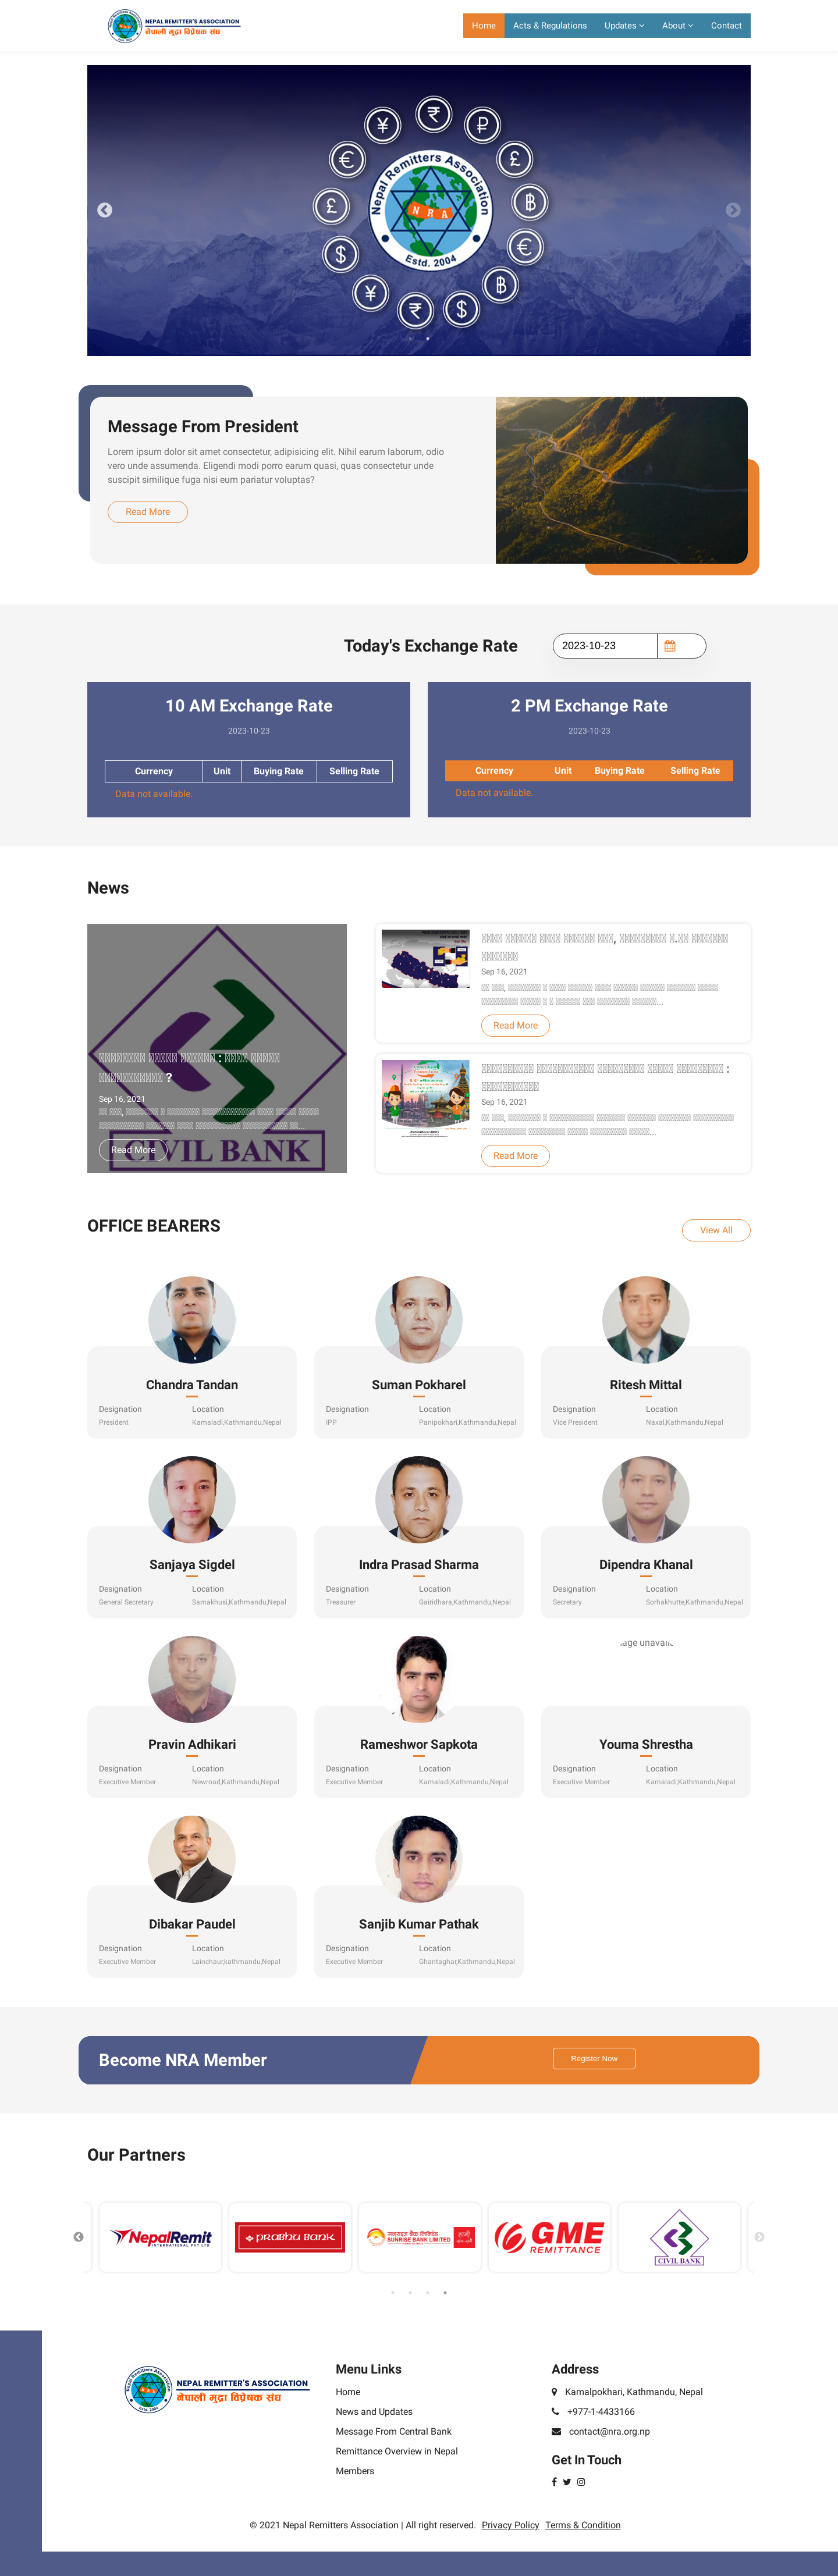 NEPAL REMITTER'S ASSOCIATION
नेपाली मुद्रा विप्रेषक संघ
Home
Acts & Regulations
Updates
About
Contact
Nepal Remitters Association
NRA
Estd. 2004
Message From President
Lorem ipsum dolor sit amet consectetur, adipisicing elit. Nihil earum laborum, odio
vero unde assumenda. Eligendi modi porro earum quasi, quas consectetur unde
suscipit similique fuga nisi eum pariatur voluptas?
Read More
Today's Exchange Rate
2023-10-23
10 AM Exchange Rate
2023-10-23
Currency Unit Buying Rate Selling Rate
Data not available.
2 PM Exchange Rate
2023-10-23
Currency Unit Buying Rate Selling Rate
Data not available.
News
Sep 16, 2021
Read More
CIVIL BANK
Sep 16, 2021
Read More
Sep 16, 2021
Read More
OFFICE BEARERS
View All
Chandra Tandan
Designation Location
President Kamaladi,Kathmandu,Nepal
Suman Pokharel
Designation Location
IPP Panipokhari,Kathmandu,Nepal
Ritesh Mittal
Designation Location
Vice President Naxal,Kathmandu,Nepal
Sanjaya Sigdel
Designation Location
General Secretary Samakhusi,Kathmandu,Nepal
Indra Prasad Sharma
Designation Location
Treasurer Gairidhara,Kathmandu,Nepal
Dipendra Khanal
Designation Location
Secretary Sorhakhutte,Kathmandu,Nepal
Pravin Adhikari
Designation Location
Executive Member Newroad,Kathmandu,Nepal
Rameshwor Sapkota
Designation Location
Executive Member Kamaladi,Kathmandu,Nepal
Youma Shrestha
Designation Location
Executive Member Kamaladi,Kathmandu,Nepal
Dibakar Paudel
Designation Location
Executive Member Lainchaur,kathmandu,Nepal
Sanjib Kumar Pathak
Designation Location
Executive Member Ghantaghar,Kathmandu,Nepal
Become NRA Member
Register Now
Our Partners
NepalRemit
INTERNATIONAL PVT LTD
PRABHU BANK
सनराइज बैंक लिमिटेड
SUNRISE BANK LIMITED
GME
REMITTANCE
CIVIL BANK
NEPAL REMITTER'S ASSOCIATION
नेपाली मुद्रा विप्रेषक संघ
Menu Links
Home
News and Updates
Message From Central Bank
Remittance Overview in Nepal
Members
Address
Kamalpokhari, Kathmandu, Nepal
+977-1-4433166
contact@nra.org.np
Get In Touch
© 2021 Nepal Remitters Association | All right reserved. Privacy Policy Terms & Condition